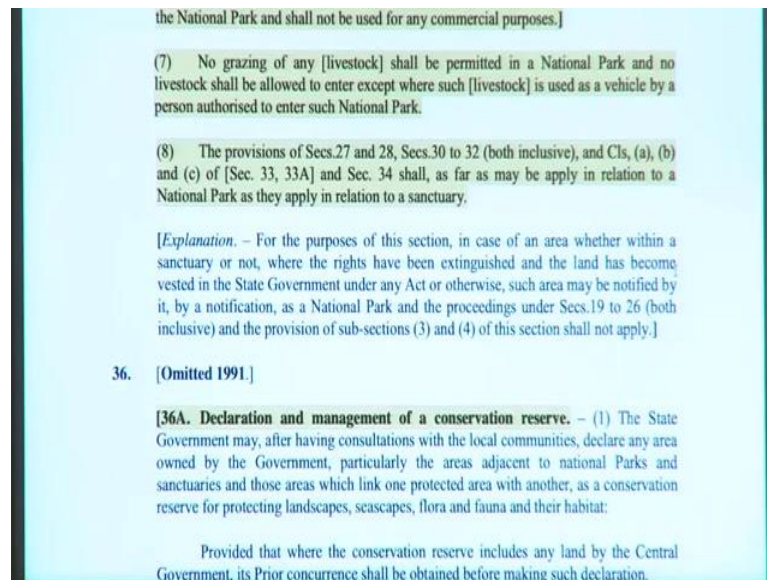 the National Park and shall not be used for any commercial purposes.]
(7) No grazing of any [livestock] shall be permitted in a National Park and no
livestock shall be allowed to enter except where such [livestock] is used as a vehicle by a
person authorised to enter such National Park.
(8) The provisions of Secs.27 and 28, Secs.30 to 32 (both inclusive), and Cls, (a), (b)
and (c) of [Sec. 33, 33A] and Sec. 34 shall, as far as may be apply in relation to a
National Park as they apply in relation to a sanctuary.
[Explanation. – For the purposes of this section, in case of an area whether within a
sanctuary or not, where the rights have been extinguished and the land has become
vested in the State Government under any Act or otherwise, such area may be notified by
it, by a notification, as a National Park and the proceedings under Secs.19 to 26 (both
inclusive) and the provision of sub-sections (3) and (4) of this section shall not apply.]
36. [Omitted 1991.]
[36A. Declaration and management of a conservation reserve. – (1) The State
Government may, after having consultations with the local communities, declare any area
owned by the Government, particularly the areas adjacent to national Parks and
sanctuaries and those areas which link one protected area with another, as a conservation
reserve for protecting landscapes, seascapes, flora and fauna and their habitat:
Provided that where the conservation reserve includes any land by the Central
Government, its Prior concurrence shall be obtained before making such declaration.